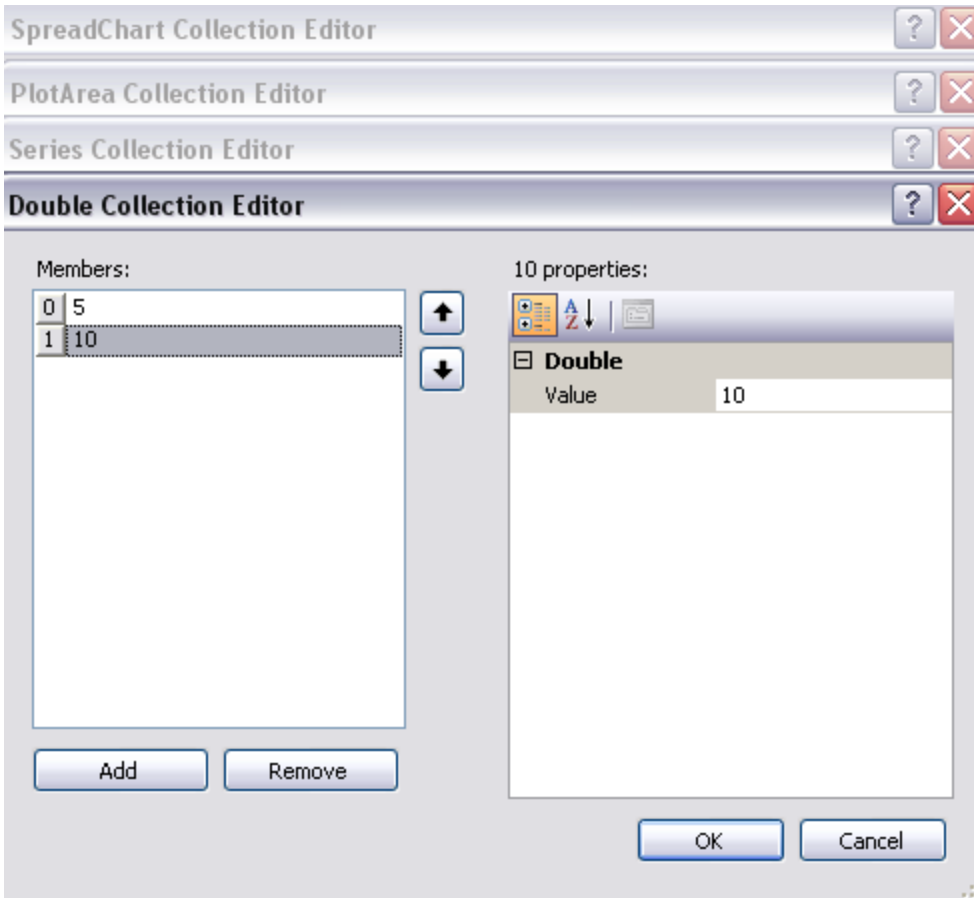 SpreadChart Collection Editor
PlotArea Collection Editor
Series Collection Editor
Double Collection Editor
Members:
0 5
1 10
Add Remove
10 properties:
Double
Value 10
OK Cancel